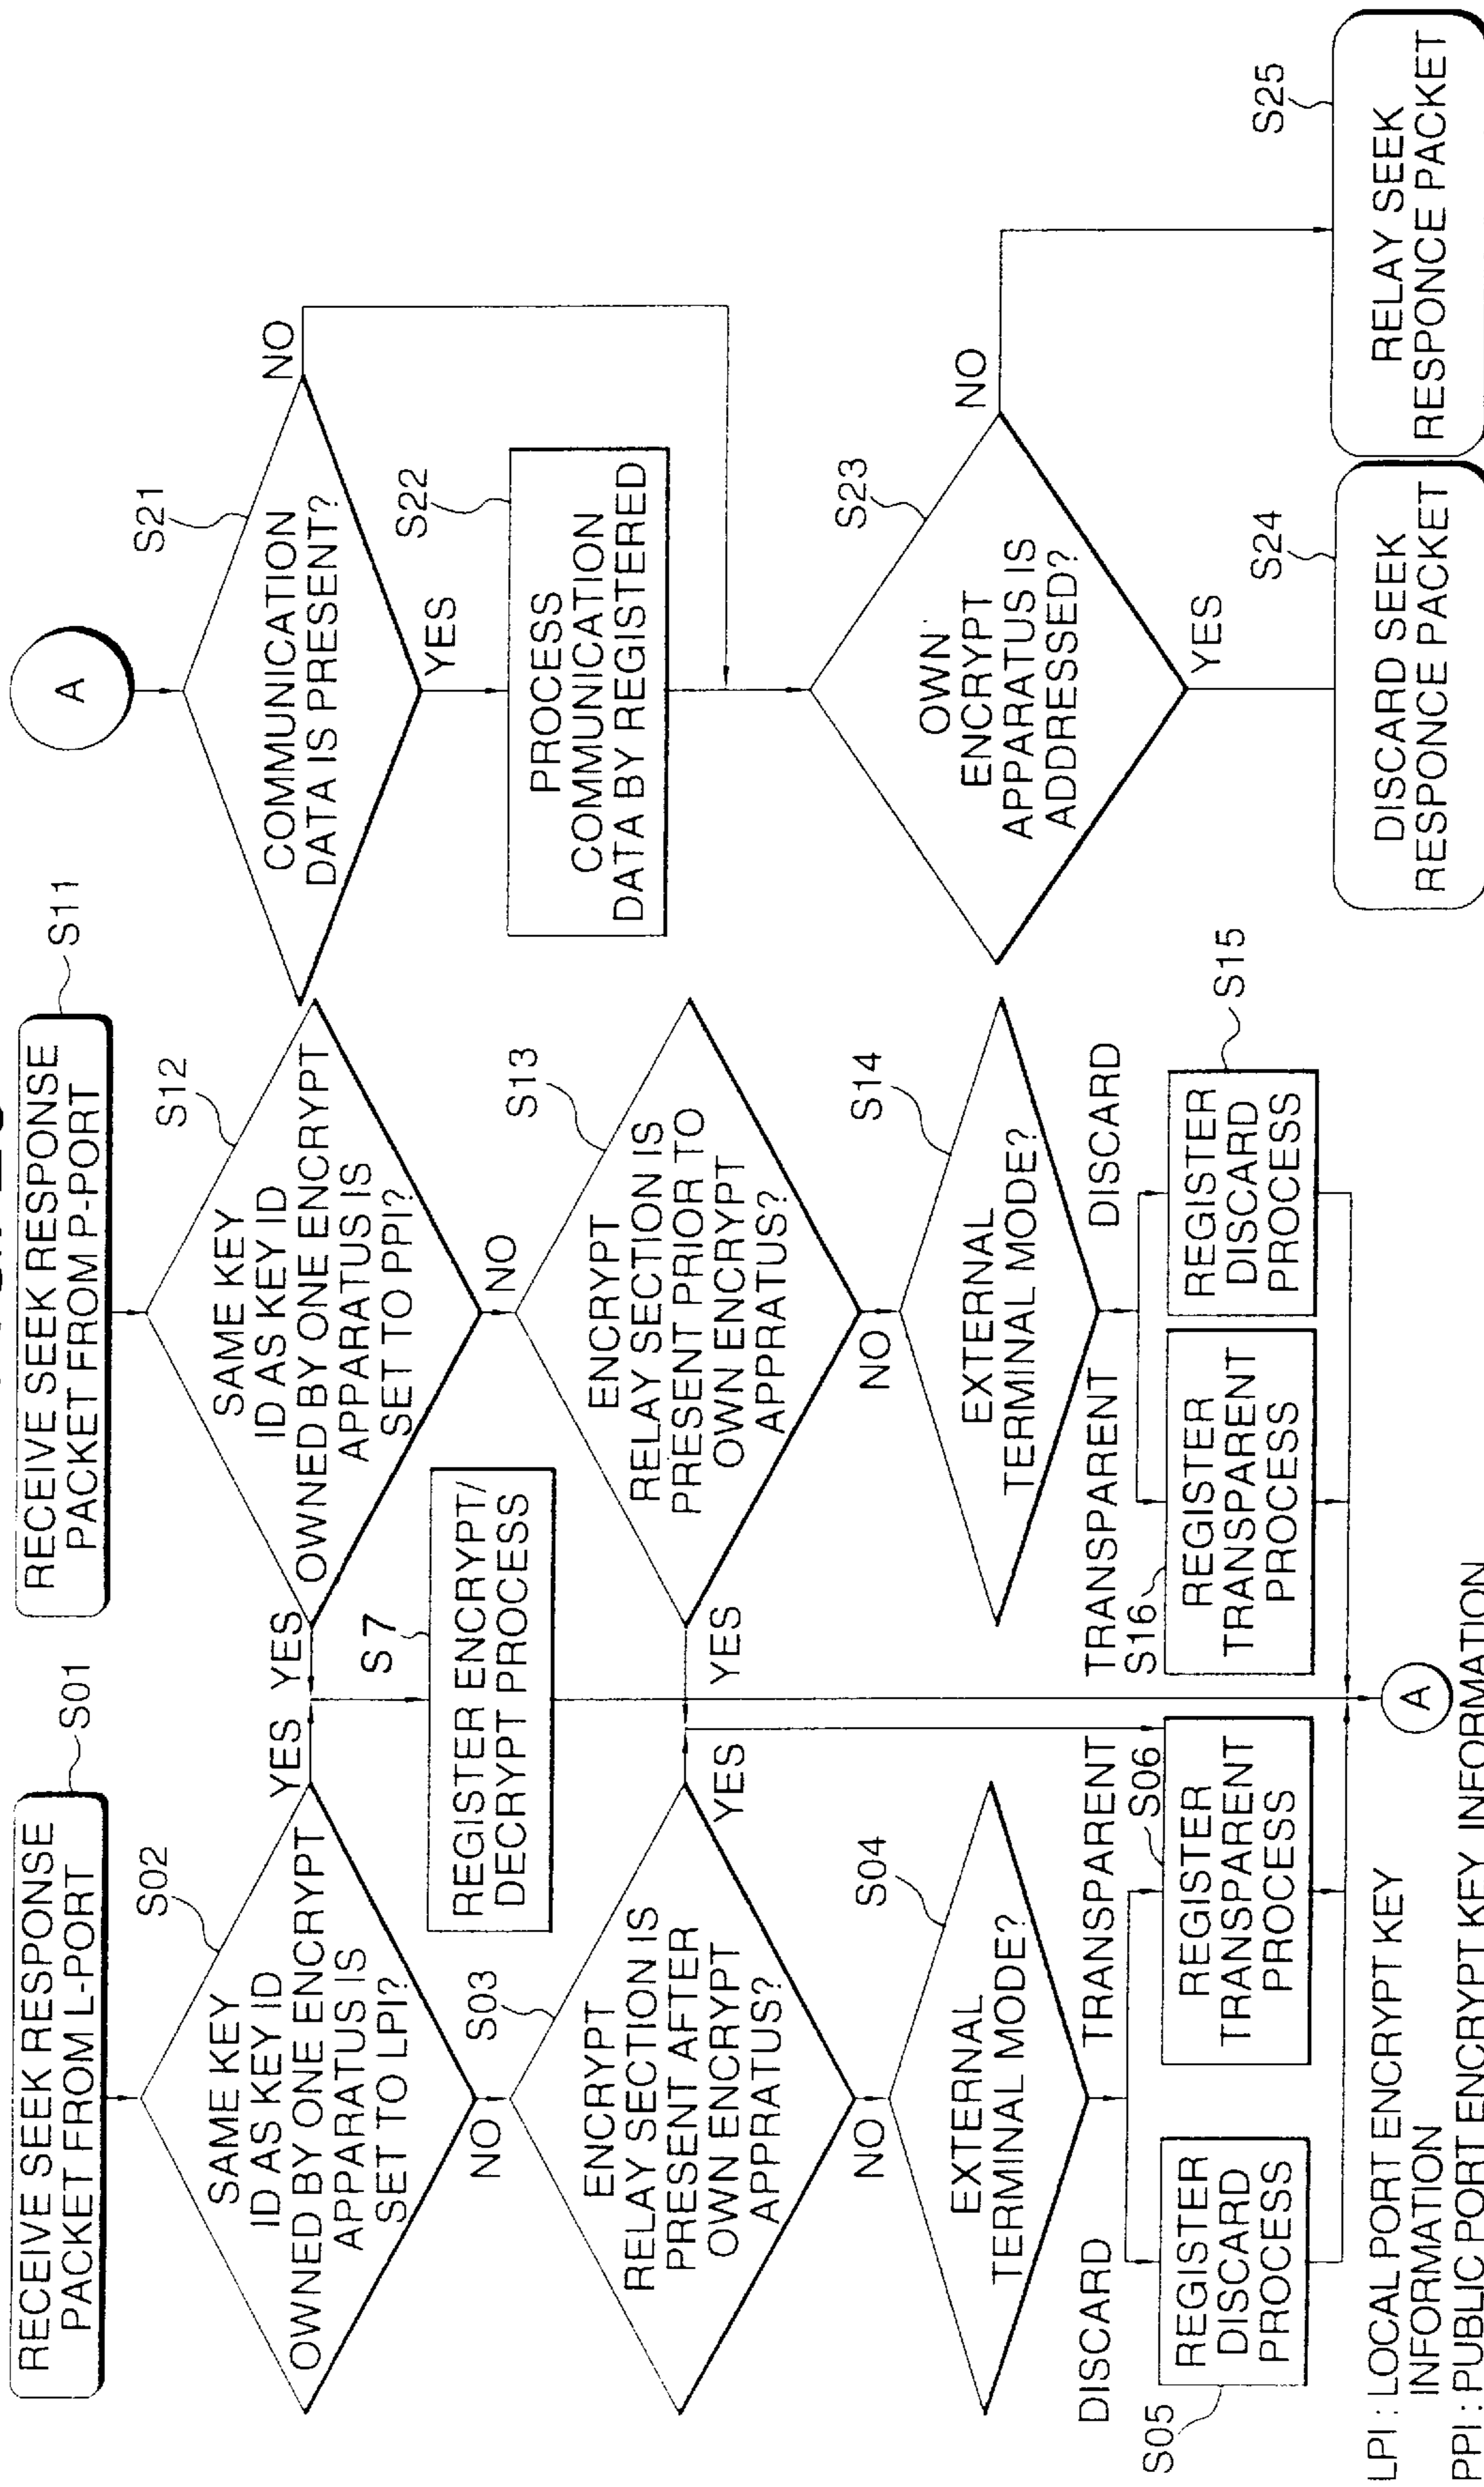 RECEIVE SEEK RESPONSE
PACKET FROM L-PORT
S01
SAME KEY
ID AS KEY ID
OWNED BY ONE ENCRYPT
APPARATUS IS
SET TO LPI?
S02
YES
NO
ENCRYPT
RELAY SECTION IS
PRESENT AFTER
OWN ENCRYPT
APPRATUS?
S03
YES
NO
EXTERNAL
TERMINAL MODE?
S04
DISCARD
TRANSPARENT
REGISTER
DISCARD
PROCESS
S05
REGISTER
TRANSPARENT
PROCESS
S06
REGISTER ENCRYPT/
DECRYPT PROCESS
S7
RECEIVE SEEK RESPONSE
PACKET FROM P-PORT
S11
SAME KEY
ID AS KEY ID
OWNED BY ONE ENCRYPT
APPARATUS IS
SET TO PPI?
S12
YES
NO
ENCRYPT
RELAY SECTION IS
PRESENT PRIOR TO
OWN ENCRYPT
APPRATUS?
S13
YES
NO
EXTERNAL
TERMINAL MODE?
S14
TRANSPARENT
DISCARD
REGISTER
TRANSPARENT
PROCESS
S16
REGISTER
DISCARD
PROCESS
S15
A
LPI : LOCAL PORT ENCRYPT KEY
INFORMATION
PPI : PUBLIC PORT ENCRYPT KEY INFORMATION
A
COMMUNICATION
DATA IS PRESENT?
S21
NO
YES
PROCESS
COMMUNICATION
DATA BY REGISTERED
S22
OWN
ENCRYPT
APPARATUS IS
ADDRESSED?
S23
NO
YES
DISCARD SEEK
RESPONCE PACKET
S24
RELAY SEEK
RESPONCE PACKET
S25